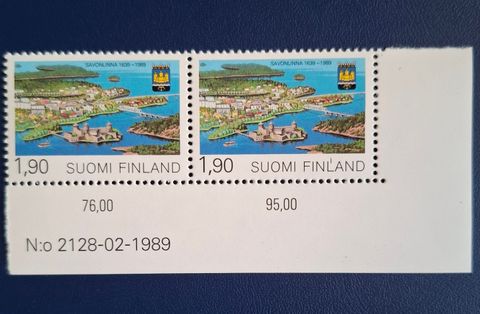 SAVONLINNA 1639-1989
SAVONLINNA 1639-1989
1,90 SUOMI FINLAND
1,90 SUOMI FINLAND
76,00
95,00
N:o 2128-02-1989